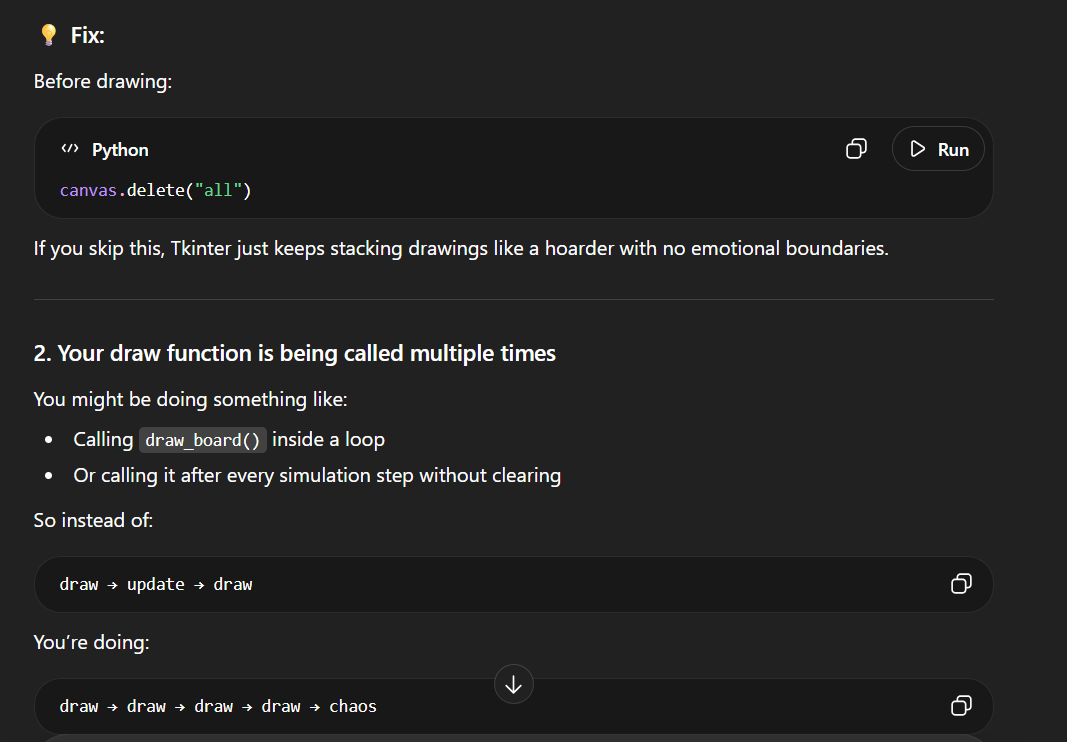 💡 Fix:
Before drawing:
</> Python
Run
canvas.delete("all")
If you skip this, Tkinter just keeps stacking drawings like a hoarder with no emotional boundaries.
2. Your draw function is being called multiple times
You might be doing something like:
• Calling draw_board() inside a loop
• Or calling it after every simulation step without clearing
So instead of:
draw → update → draw
You’re doing:
draw → draw → draw → draw → chaos